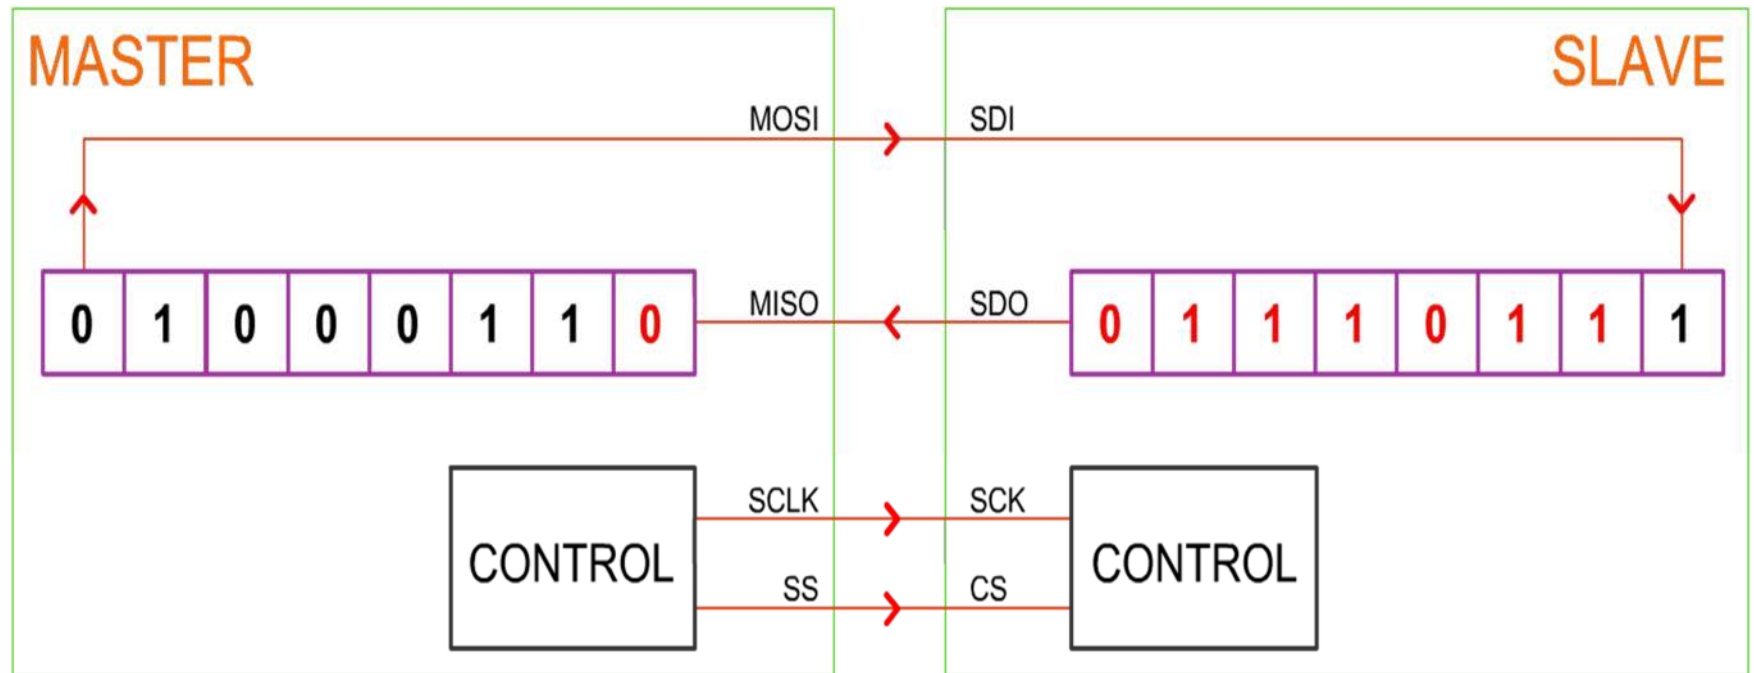 MASTER
SLAVE
MOSI
SDI
0 1 0 0 0 1 1 0
MISO
SDO
0 1 1 1 0 1 1 1
CONTROL
SCLK
SCK
SS
CS
CONTROL